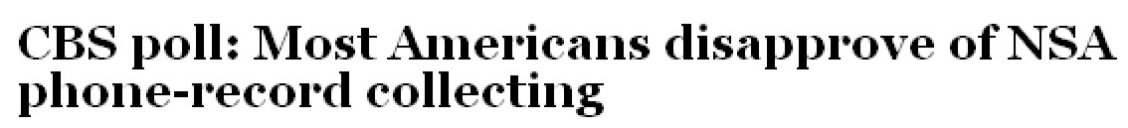 CBS poll: Most Americans disapprove of NSA
phone-record collecting